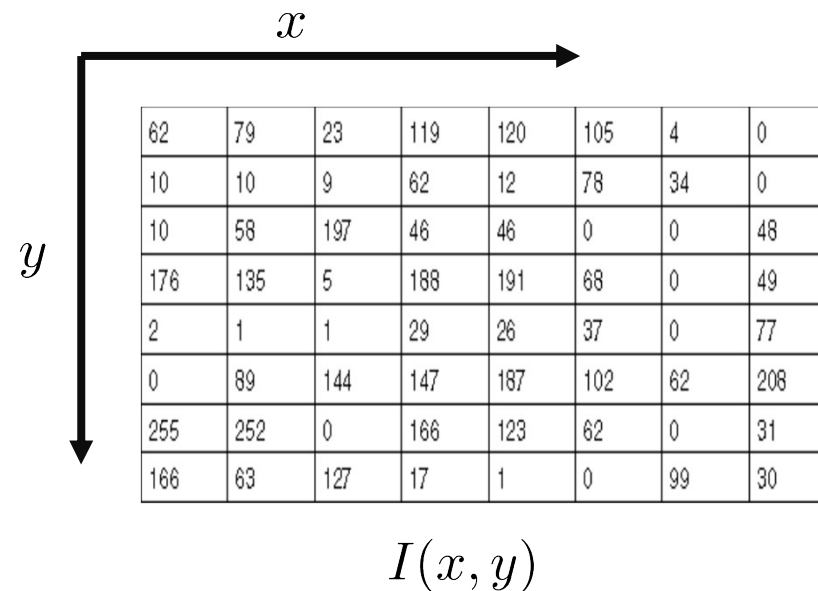 x
y
62 79 23 119 120 105 4 0
10 10 9 62 12 78 34 0
10 58 197 46 46 0 0 48
176 135 5 188 191 68 0 49
2 1 1 29 26 37 0 77
0 89 144 147 187 102 62 208
255 252 0 166 123 62 0 31
166 63 127 17 1 0 99 30
I(x, y)